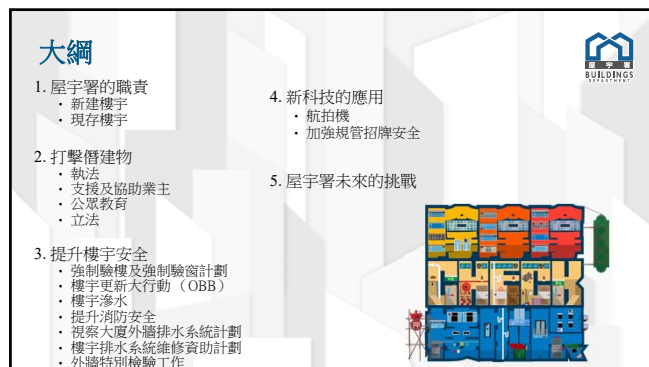 大綱
屋宇署
BUILDINGS
DEPARTMENT
1. 屋宇署的職責
・ 新建樓宇
・ 現存樓宇
2. 打擊僭建物
・ 執法
・ 支援及協助業主
・ 公眾教育
・ 立法
3. 提升樓宇安全
・ 強制驗樓及強制驗窗計劃
・ 樓宇更新大行動（OBB）
・ 樓宇滲水
・ 提升消防安全
・ 視察大廈外牆排水系統計劃
・ 樓宇排水系統維修資助計劃
・ 外牆特別檢驗工作
4. 新科技的應用
・ 航拍機
・ 加強規管招牌安全
5. 屋宇署未來的挑戰